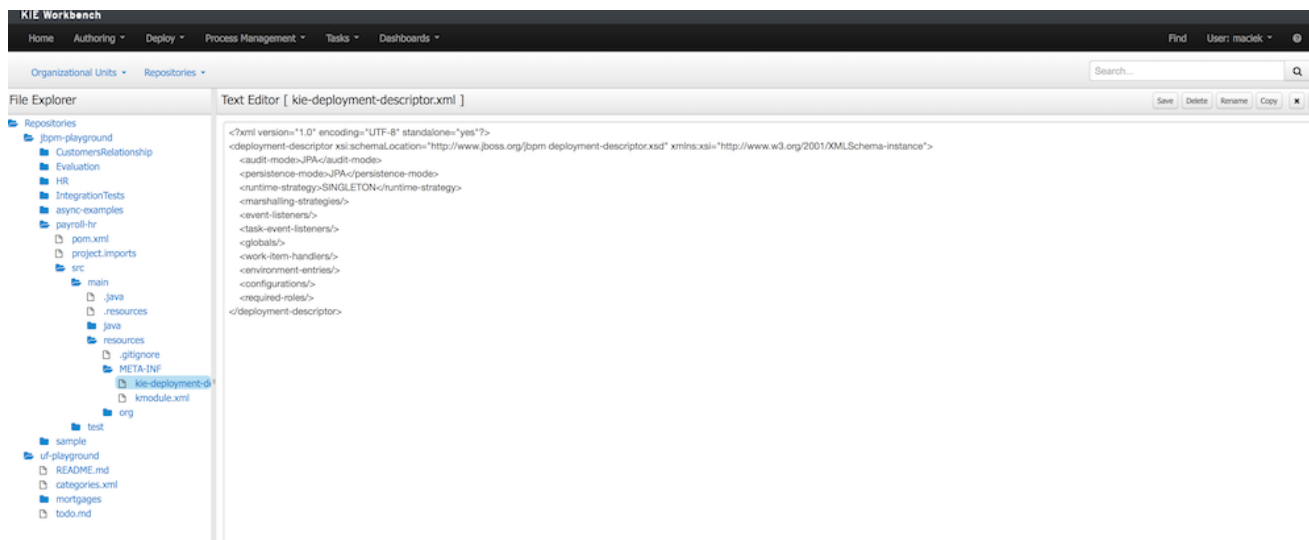 KIE Workbench
Home Authoring Deploy Process Management Tasks Dashboards Find User: maciek
Organizational Units Repositories Search...
File Explorer
Repositories
jbpm-playground
CustomersRelationship
Evaluation
HR
IntegrationTests
async-examples
payroll-hr
pom.xml
project.imports
src
main
.java
.resources
java
resources
.gitignore
META-INF
kie-deployment-d
kmodule.xml
org
test
sample
uf-playground
README.md
categories.xml
mortgages
todo.md
Text Editor [ kie-deployment-descriptor.xml ]
Save Delete Rename Copy
<?xml version="1.0" encoding="UTF-8" standalone="yes"?>
<deployment-descriptor xsi:schemaLocation="http://www.jboss.org/jbpm deployment-descriptor.xsd" xmlns:xsi="http://www.w3.org/2001/XMLSchema-instance">
<audit-mode>JPA</audit-mode>
<persistence-mode>JPA</persistence-mode>
<runtime-strategy>SINGLETON</runtime-strategy>
<marshalling-strategies/>
<event-listeners/>
<task-event-listeners/>
<globals/>
<work-item-handlers/>
<environment-entries/>
<configurations/>
<required-roles/>
</deployment-descriptor>